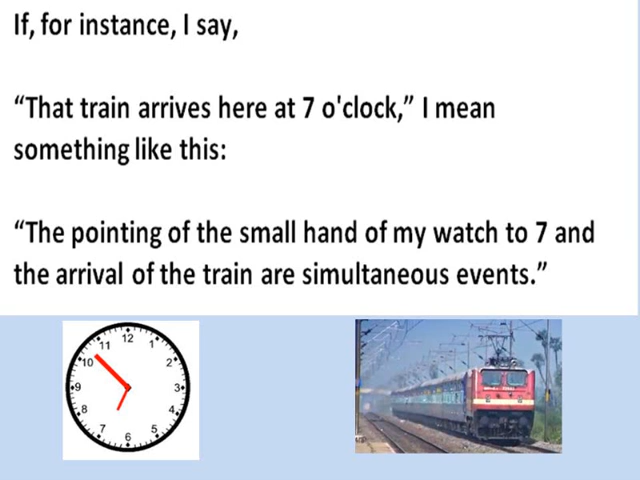 If, for instance, I say,
“That train arrives here at 7 o'clock,” I mean
something like this:
“The pointing of the small hand of my watch to 7 and
the arrival of the train are simultaneous events.”
12
11
1
10
2
9
3
8
4
7
5
6